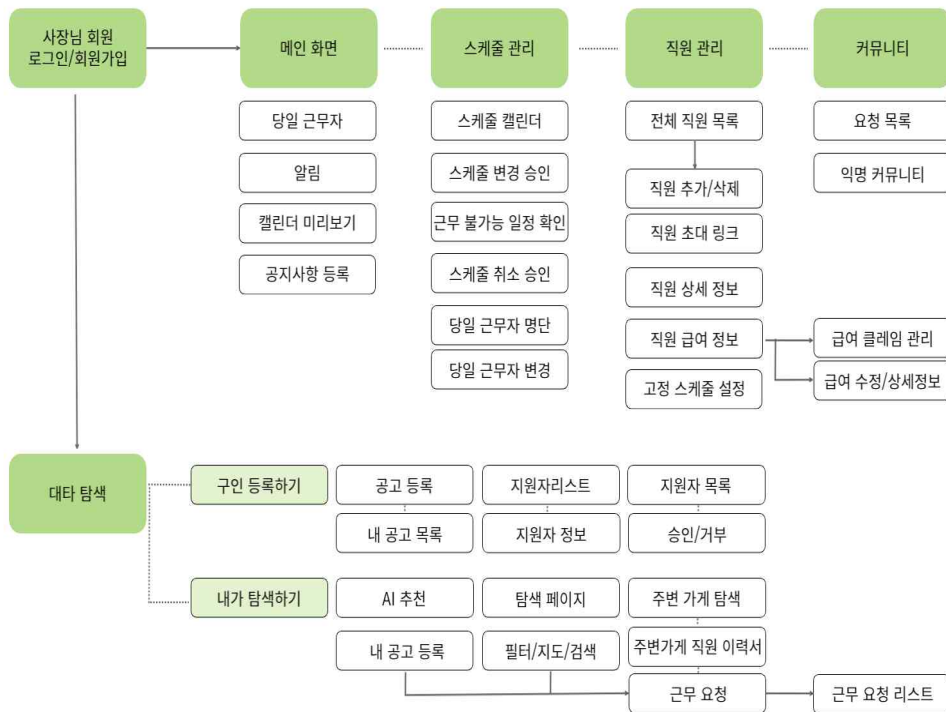 사장님 회원
로그인/회원가입
메인 화면
스케줄 관리
직원 관리
커뮤니티
당일 근무자
스케줄 캘린더
전체 직원 목록
요청 목록
알림
스케줄 변경 승인
직원 추가/삭제
익명 커뮤니티
캘린더 미리보기
근무 불가능 일정 확인
직원 초대 링크
공지사항 등록
스케줄 취소 승인
직원 상세 정보
당일 근무자 명단
직원 급여 정보
급여 클레임 관리
당일 근무자 변경
고정 스케줄 설정
급여 수정/상세정보
대타 탐색
구인 등록하기
공고 등록
지원자리스트
지원자 목록
내 공고 목록
지원자 정보
승인/거부
내가 탐색하기
AI 추천
탐색 페이지
주변 가게 탐색
내 공고 등록
필터/지도/검색
주변가게 직원 이력서
근무 요청
근무 요청 리스트